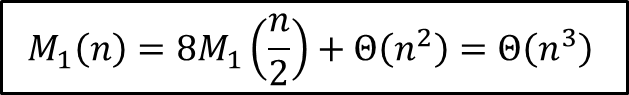 M₁(n) = 8M₁(n/2) + Θ(n²) = Θ(n³)